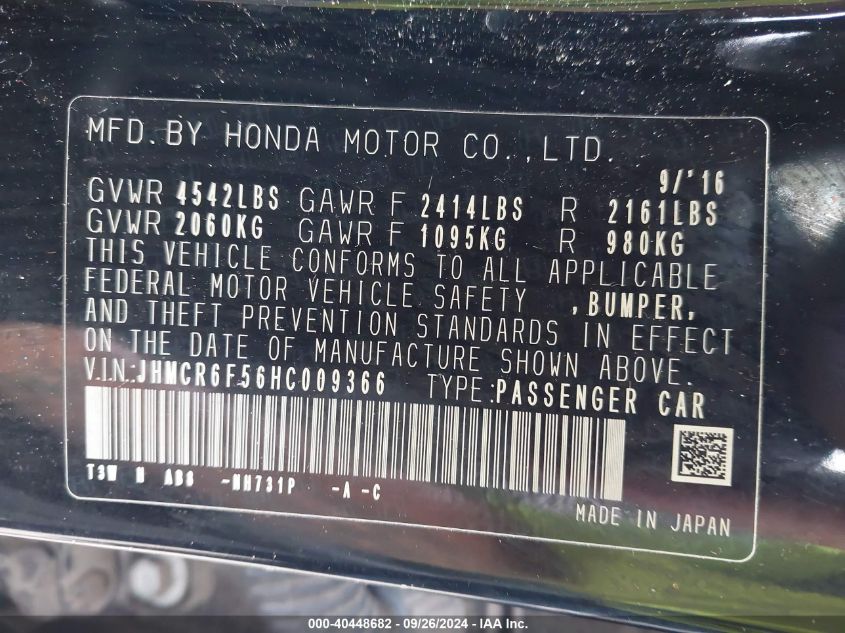 MFD. BY HONDA MOTOR CO., LTD.
9/'16
GVWR 4542LBS GAWR F 2414LBS R 2161LBS
GVWR 2060KG GAWR F 1095KG R 980KG
THIS VEHICLE CONFORMS TO ALL APPLICABLE
FEDERAL MOTOR VEHICLE SAFETY , BUMPER,
AND THEFT PREVENTION STANDARDS IN EFFECT
ON THE DATE OF MANUFACTURE SHOWN ABOVE.
V.I.N.:JHMCR6F56HC009366 TYPE:PASSENGER CAR
T3W N AB8 -NH731P -A -C
MADE IN JAPAN
000-40448682 / 09/26/2024 - IAA Inc.